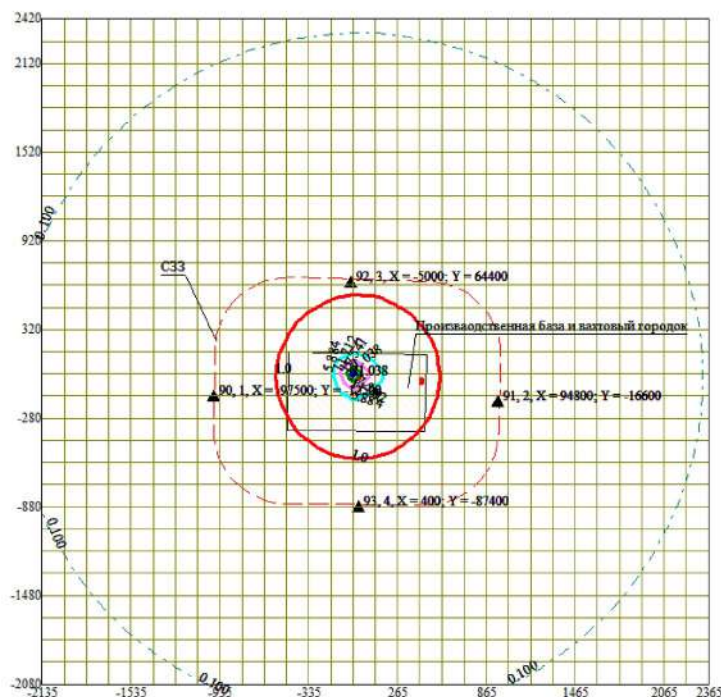 2420
2120
1520
920
320
-280
-880
-1480
-2080
0.100
СЗЗ
92, 3, X = -5000; Y = 64400
Произваодственная база и вахтовый городок
1.0
90, 1, X = -97500; Y =
91, 2, X = 94800; Y = -16600
1.0
93, 4, X = 400; Y = -87400
0.100
0.100
0.100
-2135 -1535 -935 -335 265 865 1465 2065 2365